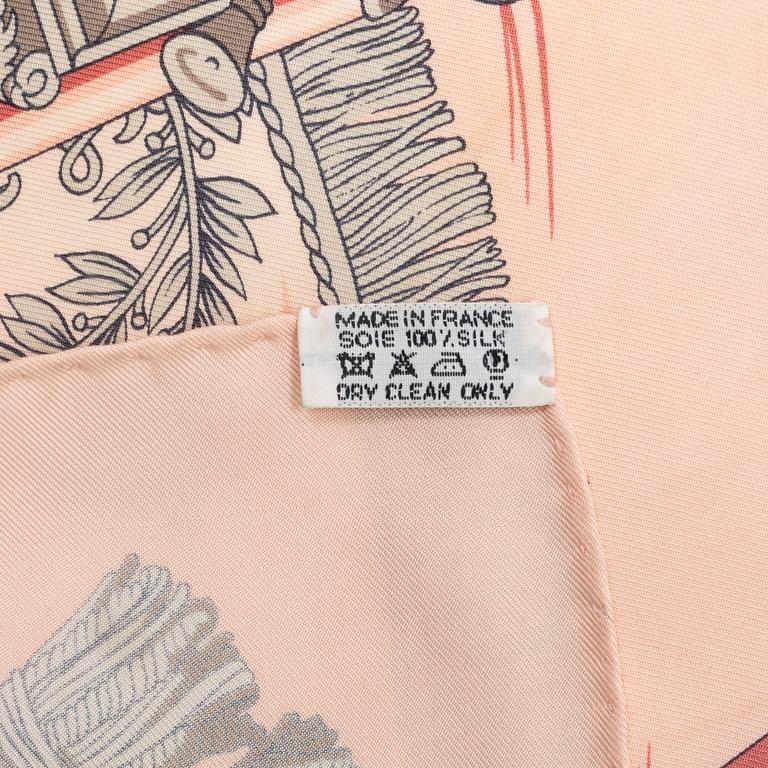 MADE IN FRANCE
SOIE 100% SILK
DRY CLEAN ONLY